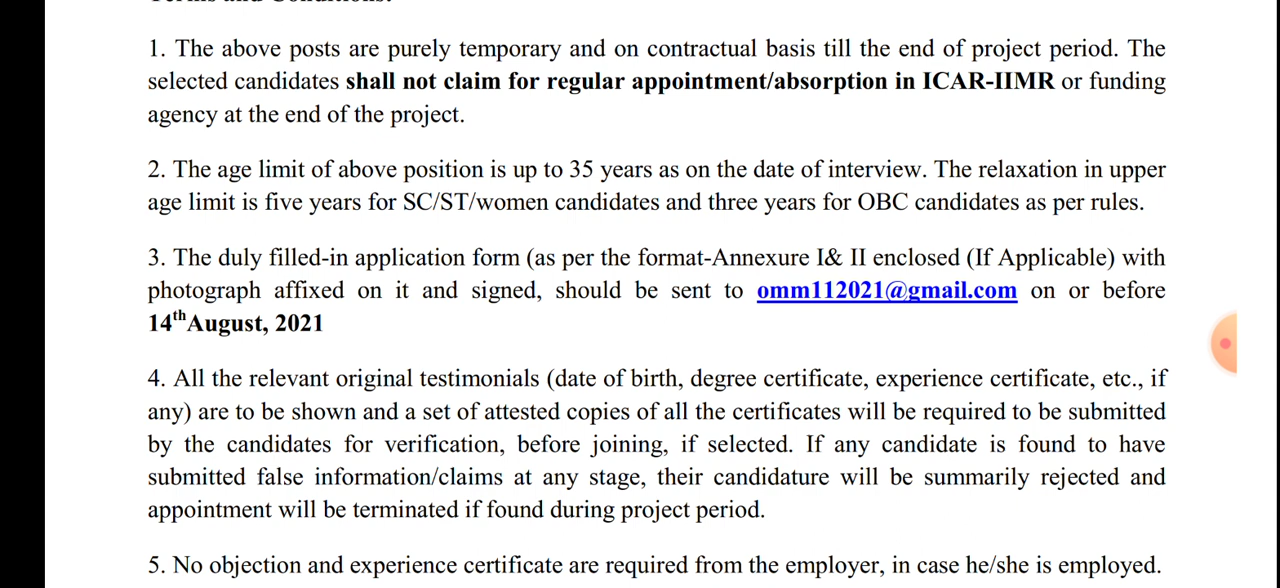 Terms and Conditions:
1. The above posts are purely temporary and on contractual basis till the end of project period. The
selected candidates shall not claim for regular appointment/absorption in ICAR-IIMR or funding
agency at the end of the project.
2. The age limit of above position is up to 35 years as on the date of interview. The relaxation in upper
age limit is five years for SC/ST/women candidates and three years for OBC candidates as per rules.
3. The duly filled-in application form (as per the format-Annexure I& II enclosed (If Applicable) with
photograph affixed on it and signed, should be sent to omm112021@gmail.com on or before
14thAugust, 2021
4. All the relevant original testimonials (date of birth, degree certificate, experience certificate, etc., if
any) are to be shown and a set of attested copies of all the certificates will be required to be submitted
by the candidates for verification, before joining, if selected. If any candidate is found to have
submitted false information/claims at any stage, their candidature will be summarily rejected and
appointment will be terminated if found during project period.
5. No objection and experience certificate are required from the employer, in case he/she is employed.